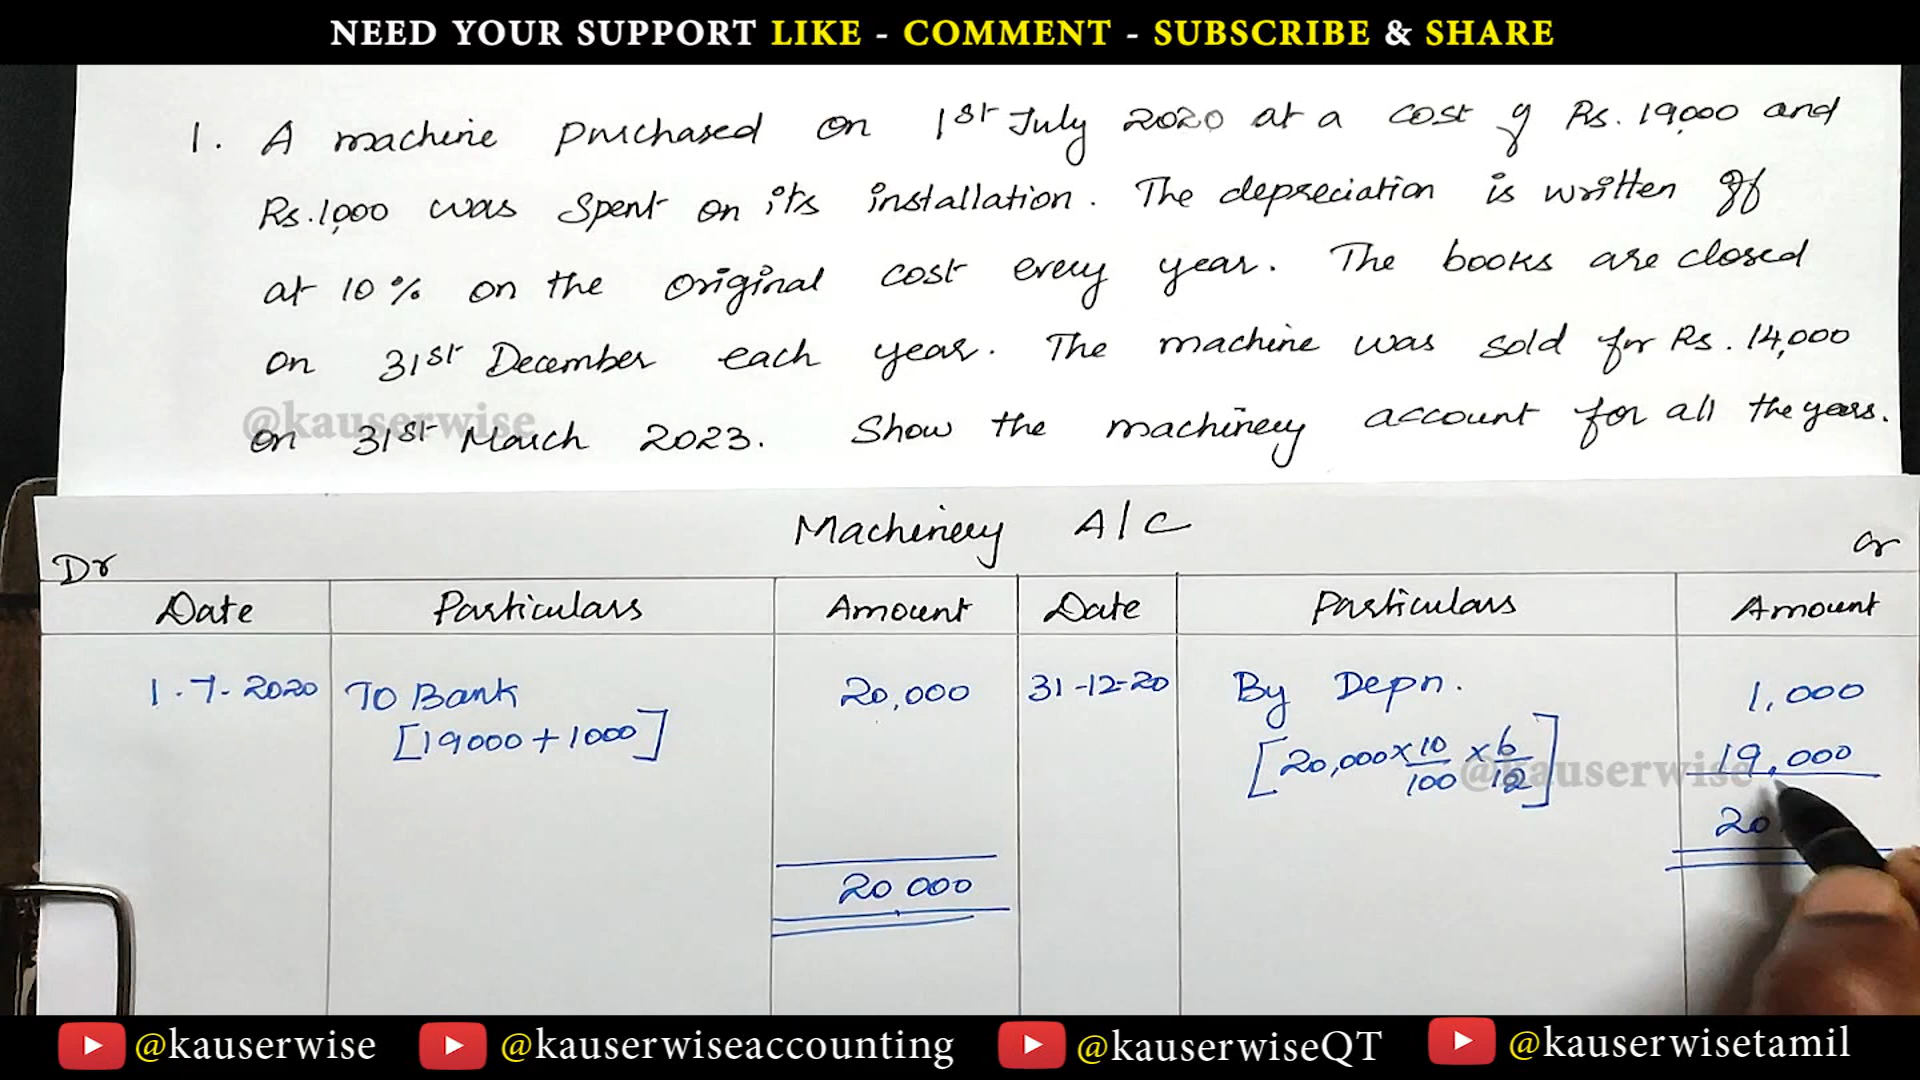 NEED YOUR SUPPORT LIKE - COMMENT - SUBSCRIBE & SHARE
1. A machine purchased on 1st July 2020 at a cost of Rs. 19,000 and
Rs.1,000 was spent on its installation. The depreciation is written off
at 10% on the original cost every year. The books are closed
on 31st December each year. The machine was sold for Rs. 14,000
@kauserwise
on 31st March 2023. Show the machinery account for all the years.
Machinery A/C
Dr Cr
Date Particulars Amount Date Particulars Amount
1.7.2020 To Bank 20,000 31-12-20 By Depn. 1,000
[19000+1000] [20,000×10/100×6/12] 19,000
@kauserwise
20
20 000
@kauserwise @kauserwiseaccounting @kauserwiseQT @kauserwisetamil